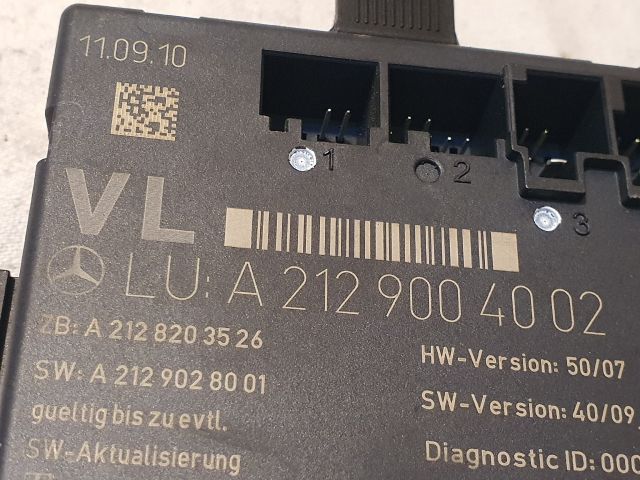 11.09.10
1
2
3
VL
LU: A 212 900 40 02
ZB: A 212 820 35 26
SW: A 212 902 80 01
gueltig bis zu evtl.
SW-Aktualisierung
HW-Version: 50/07
SW-Version: 40/09
Diagnostic ID: 000